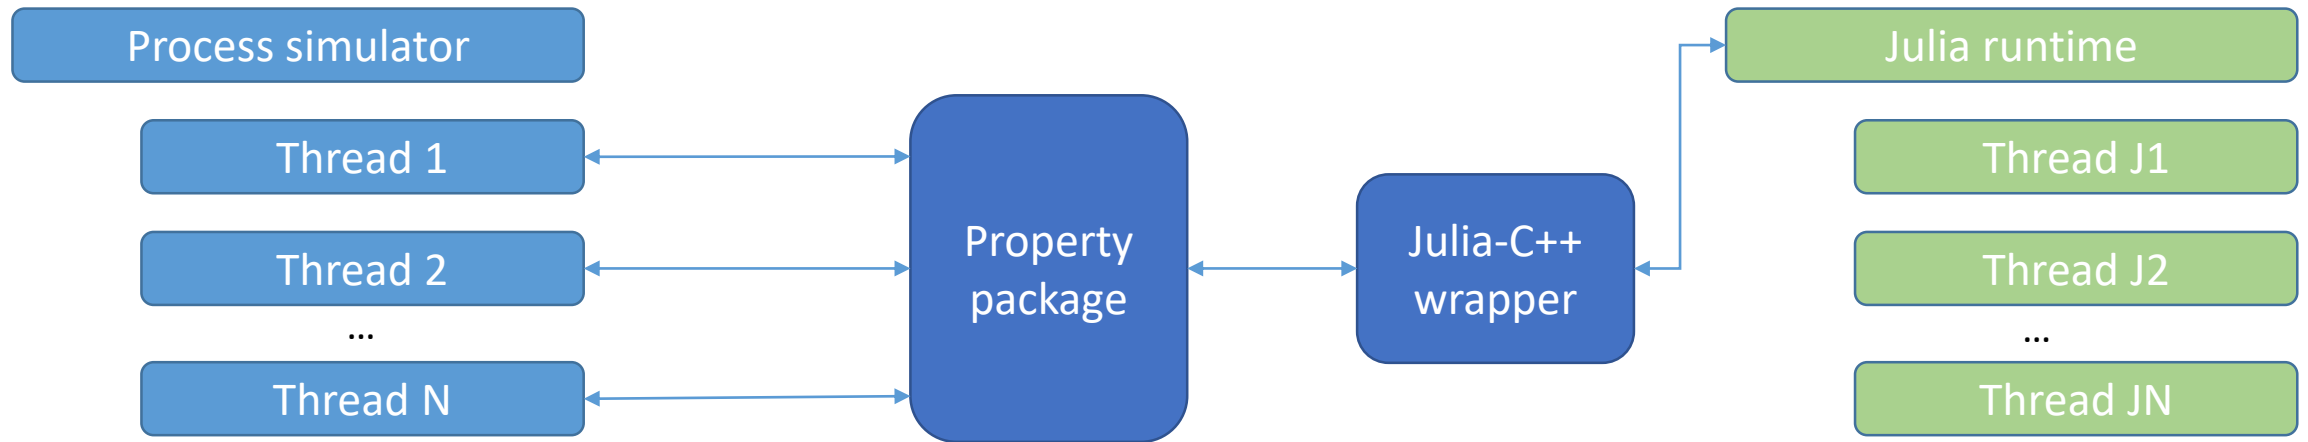 Process simulator
Thread 1
Thread 2
...
Thread N
Property
package
Julia-C++
wrapper
Julia runtime
Thread J1
Thread J2
...
Thread JN